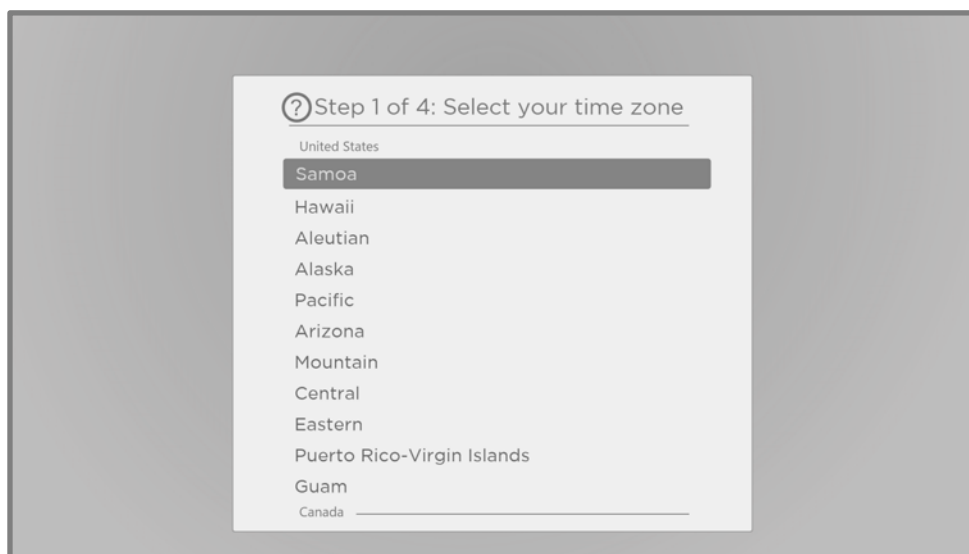 ? Step 1 of 4: Select your time zone
United States
Samoa
Hawaii
Aleutian
Alaska
Pacific
Arizona
Mountain
Central
Eastern
Puerto Rico-Virgin Islands
Guam
Canada